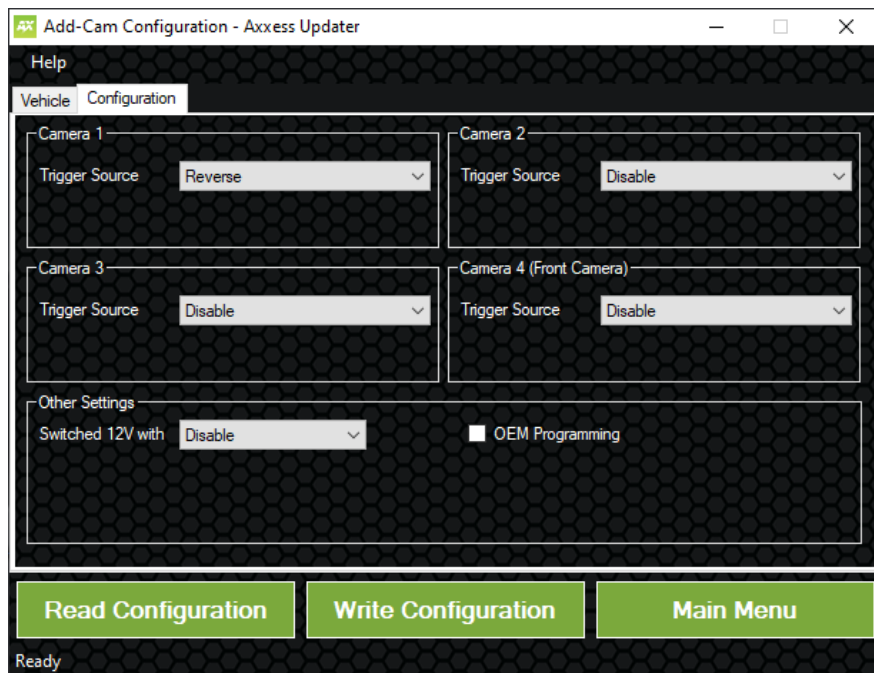 AX Add-Cam Configuration - Axxess Updater
Help
Vehicle Configuration
Camera 1
Trigger Source Reverse
Camera 2
Trigger Source Disable
Camera 3
Trigger Source Disable
Camera 4 (Front Camera)
Trigger Source Disable
Other Settings
Switched 12V with Disable OEM Programming
Read Configuration Write Configuration Main Menu
Ready